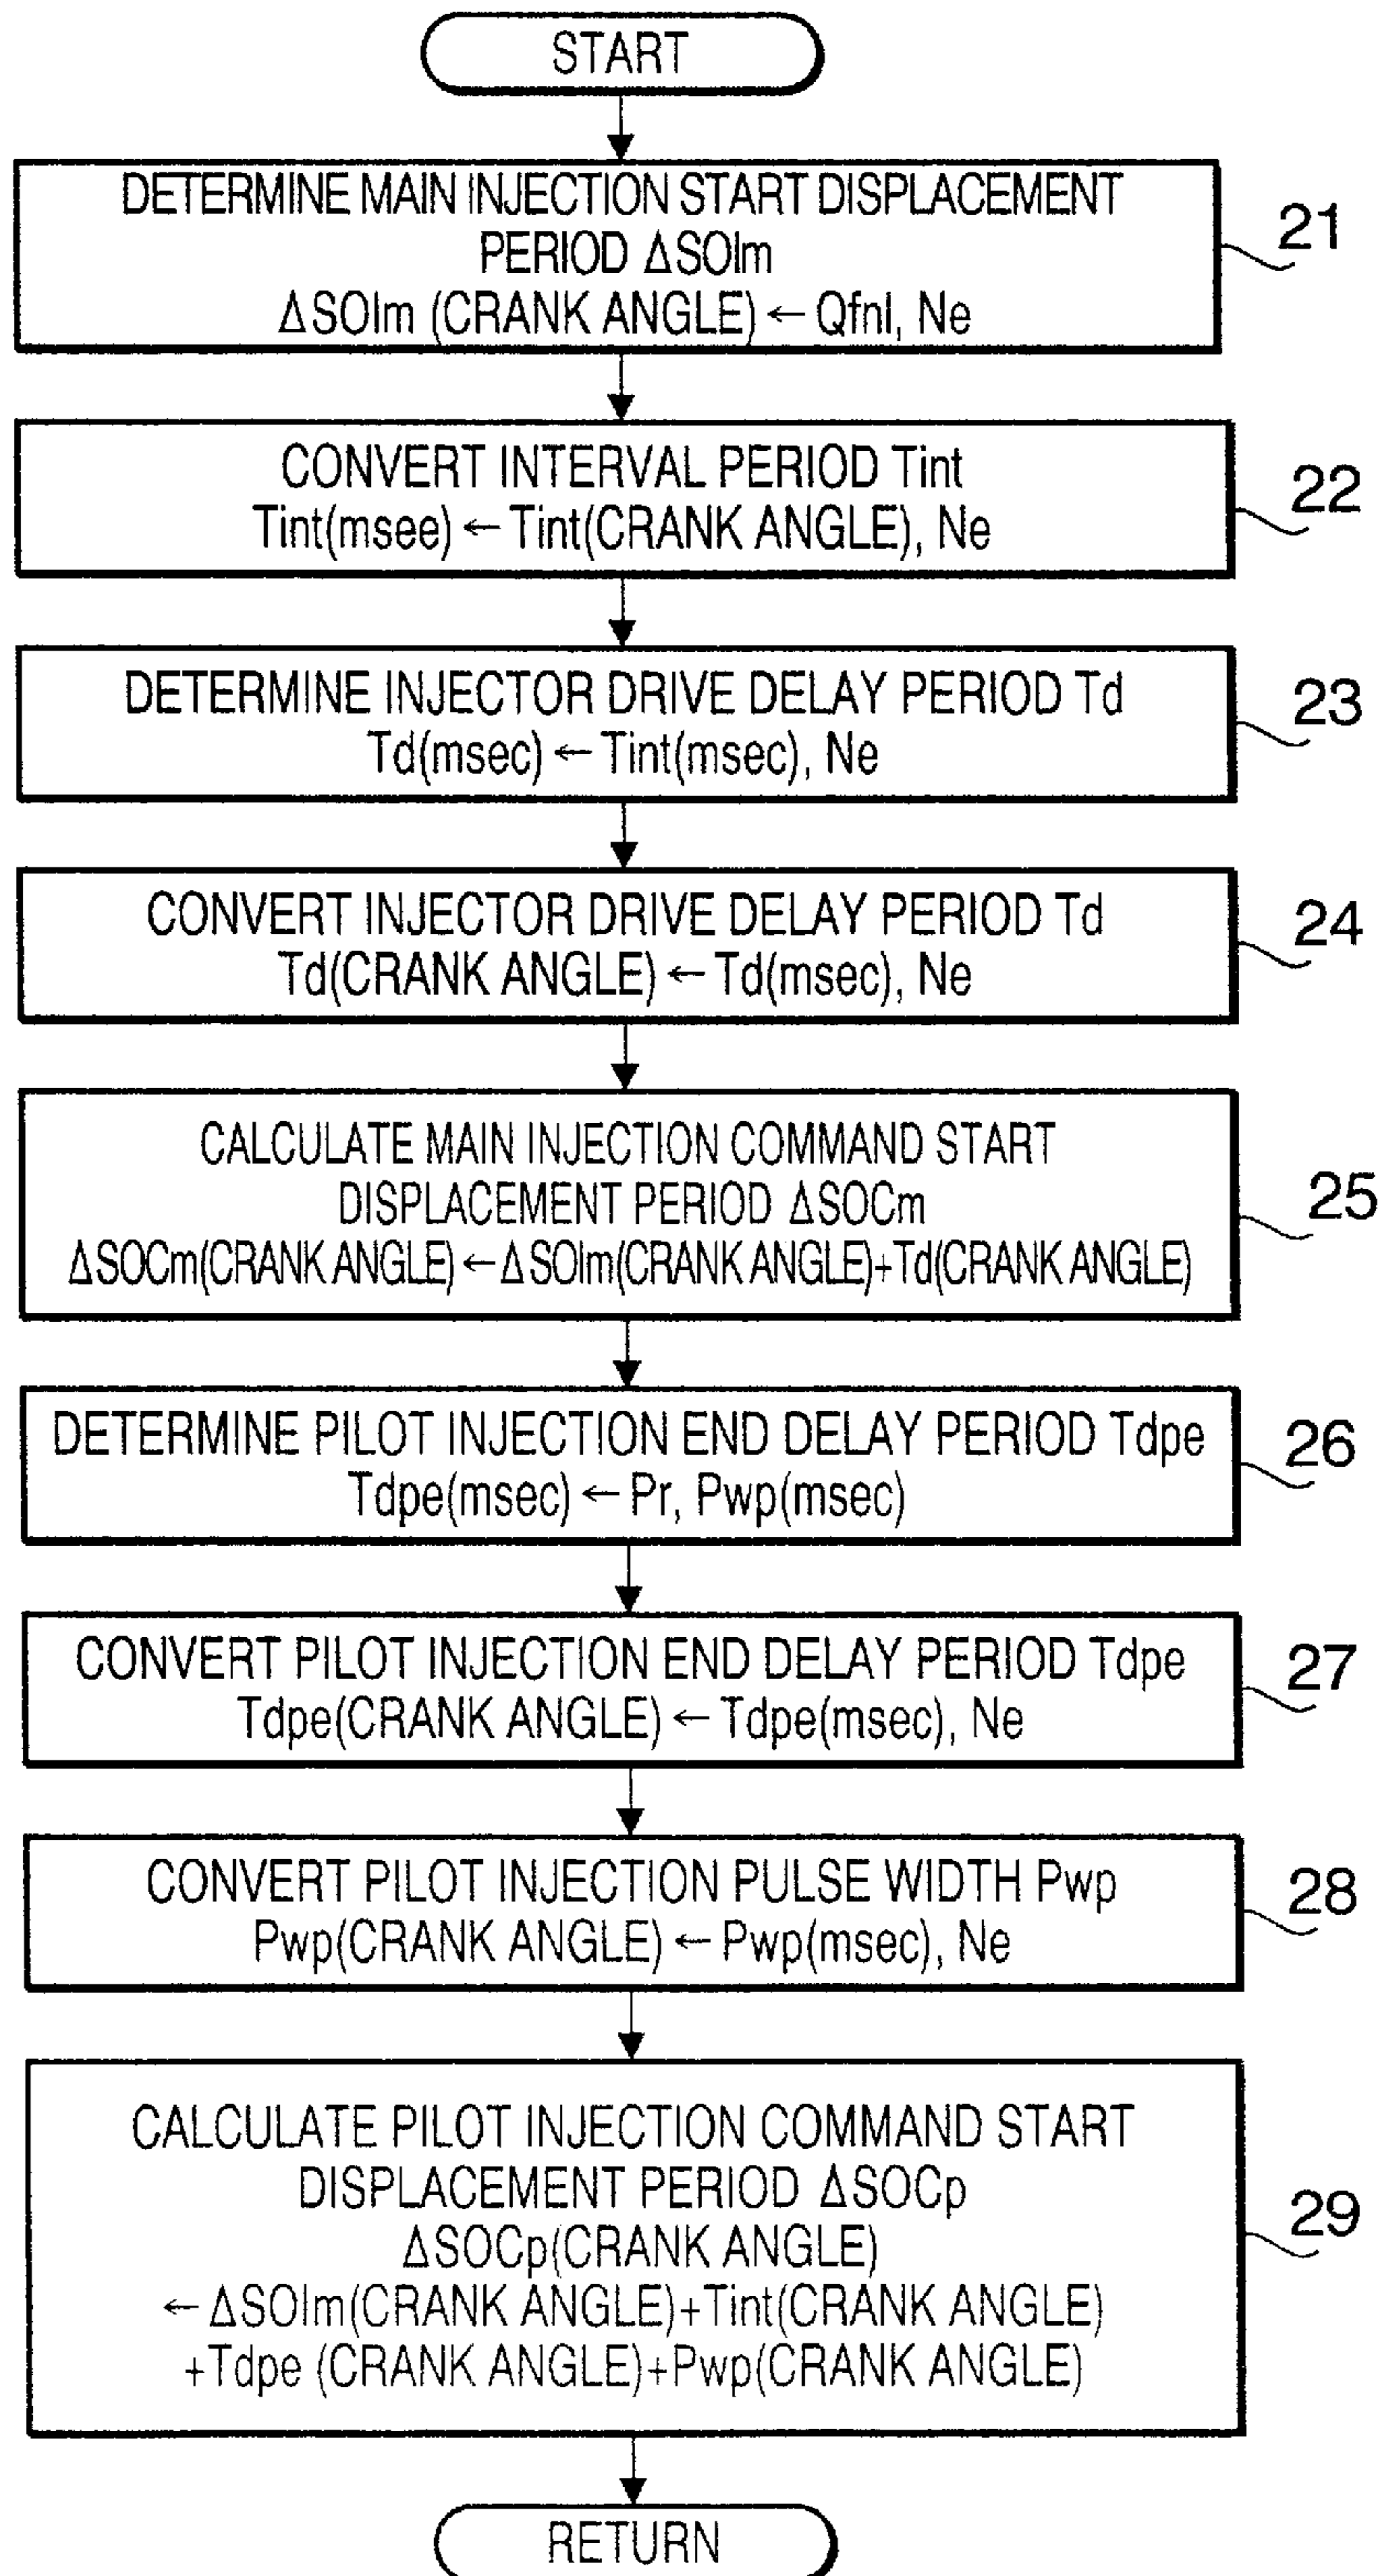 START
DETERMINE MAIN INJECTION START DISPLACEMENT
PERIOD ΔSOIm
ΔSOIm (CRANK ANGLE) ← Qfnl, Ne
21
CONVERT INTERVAL PERIOD Tint
Tint(msee) ← Tint(CRANK ANGLE), Ne
22
DETERMINE INJECTOR DRIVE DELAY PERIOD Td
Td(msec) ← Tint(msec), Ne
23
CONVERT INJECTOR DRIVE DELAY PERIOD Td
Td(CRANK ANGLE) ← Td(msec), Ne
24
CALCULATE MAIN INJECTION COMMAND START
DISPLACEMENT PERIOD ΔSOCm
ΔSOCm(CRANK ANGLE) ← ΔSOIm(CRANK ANGLE)+Td(CRANK ANGLE)
25
DETERMINE PILOT INJECTION END DELAY PERIOD Tdpe
Tdpe(msec) ← Pr, Pwp(msec)
26
CONVERT PILOT INJECTION END DELAY PERIOD Tdpe
Tdpe(CRANK ANGLE) ← Tdpe(msec), Ne
27
CONVERT PILOT INJECTION PULSE WIDTH Pwp
Pwp(CRANK ANGLE) ← Pwp(msec), Ne
28
CALCULATE PILOT INJECTION COMMAND START
DISPLACEMENT PERIOD ΔSOCp
ΔSOCp(CRANK ANGLE)
← ΔSOIm(CRANK ANGLE)+Tint(CRANK ANGLE)
+Tdpe (CRANK ANGLE)+Pwp(CRANK ANGLE)
29
RETURN